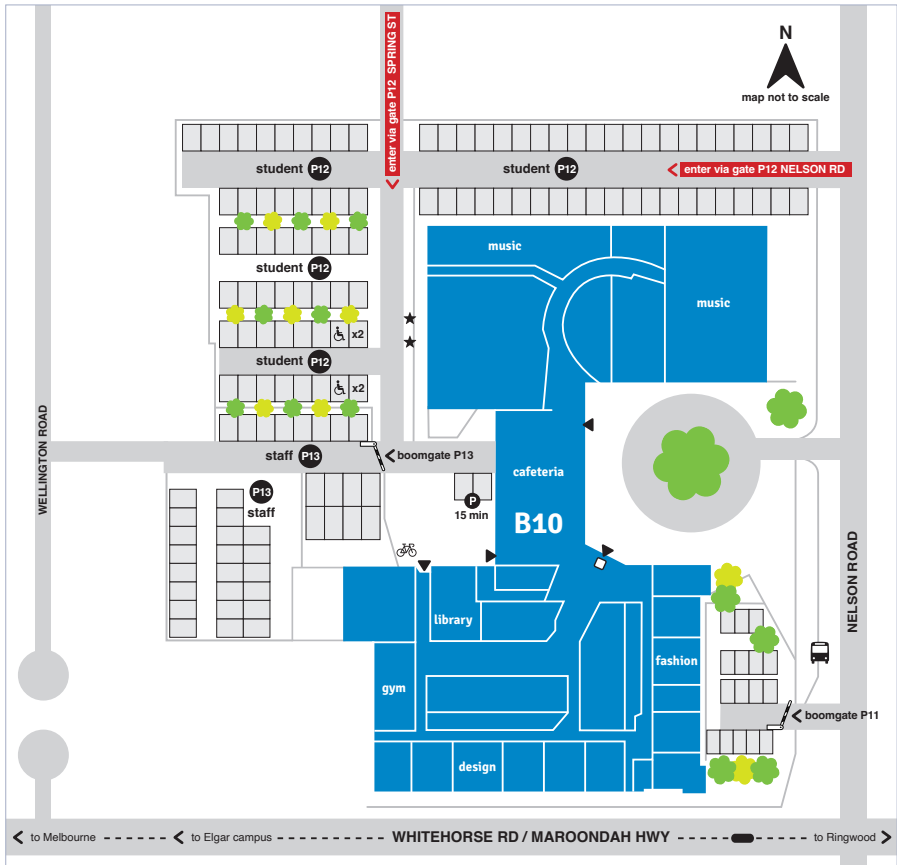 N
map not to scale
enter via gate P12 SPRING ST
student P12
student P12
enter via gate P12 NELSON RD
music
student P12
music
x2
student P12
x2
WELLINGTON ROAD
staff P13
boomgate P13
cafeteria
P13
staff
P
15 min
B10
NELSON ROAD
library
fashion
gym
boomgate P11
design
to Melbourne
to Elgar campus
WHITEHORSE RD / MAROONDAH HWY
to Ringwood